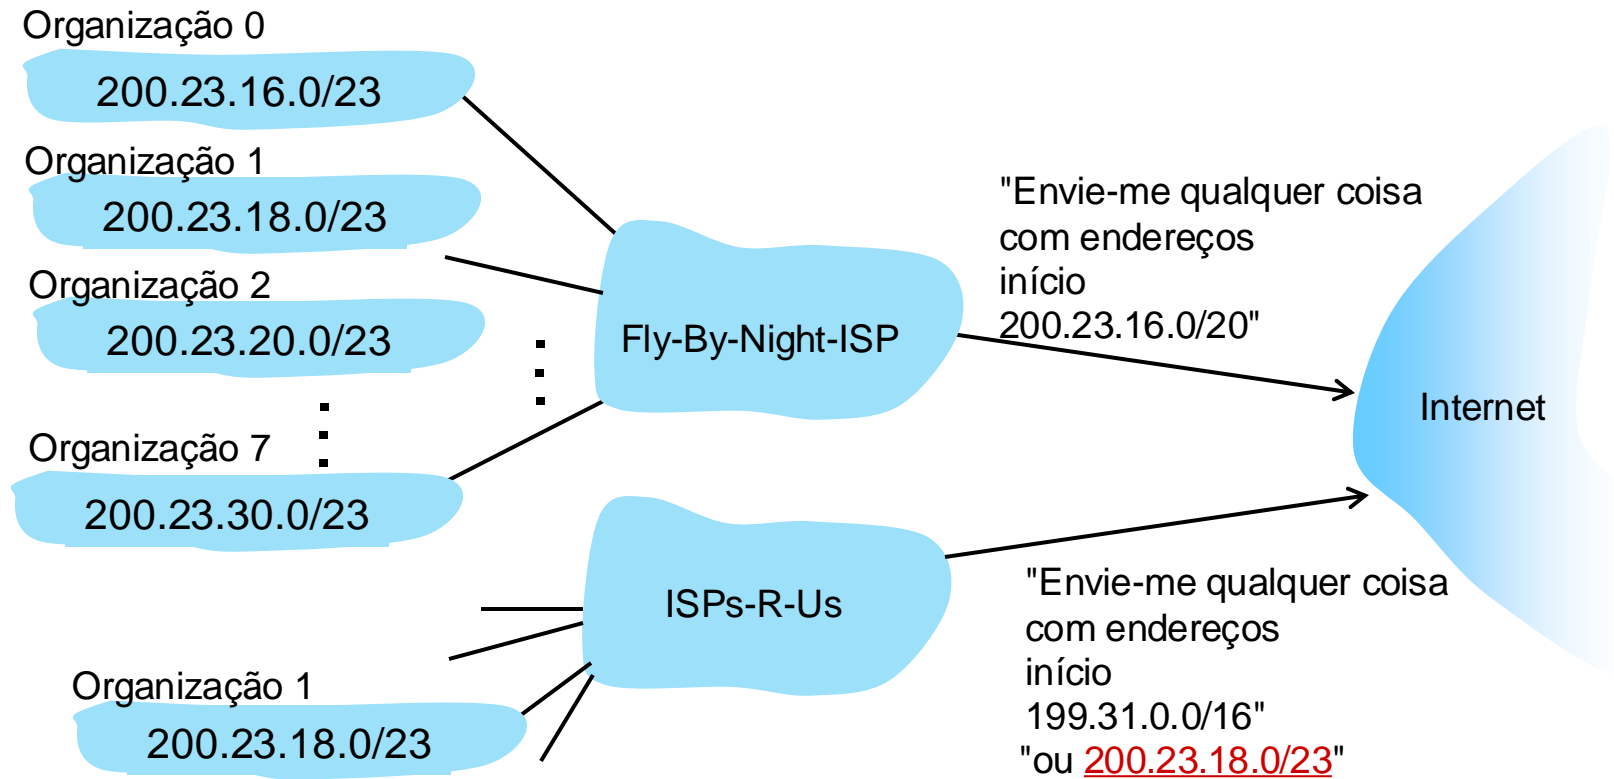 Organização 0
200.23.16.0/23
Organização 1
200.23.18.0/23
Organização 2
200.23.20.0/23
Organização 7
200.23.30.0/23
Fly-By-Night-ISP
"Envie-me qualquer coisa
com endereços
início
200.23.16.0/20"
Internet
ISPs-R-Us
Organização 1
200.23.18.0/23
"Envie-me qualquer coisa
com endereços
início
199.31.0.0/16"
"ou 200.23.18.0/23"